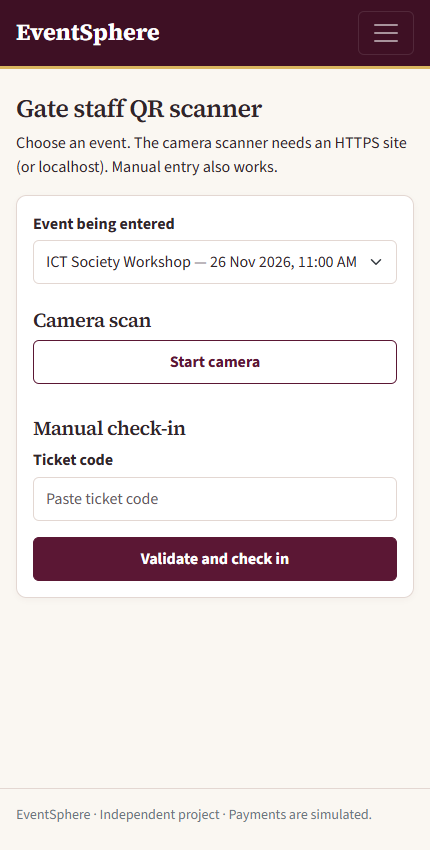 EventSphere
Gate staff QR scanner
Choose an event. The camera scanner needs an HTTPS site
(or localhost). Manual entry also works.
Event being entered
ICT Society Workshop — 26 Nov 2026, 11:00 AM
Camera scan
Start camera
Manual check-in
Ticket code
Paste ticket code
Validate and check in
EventSphere · Independent project · Payments are simulated.